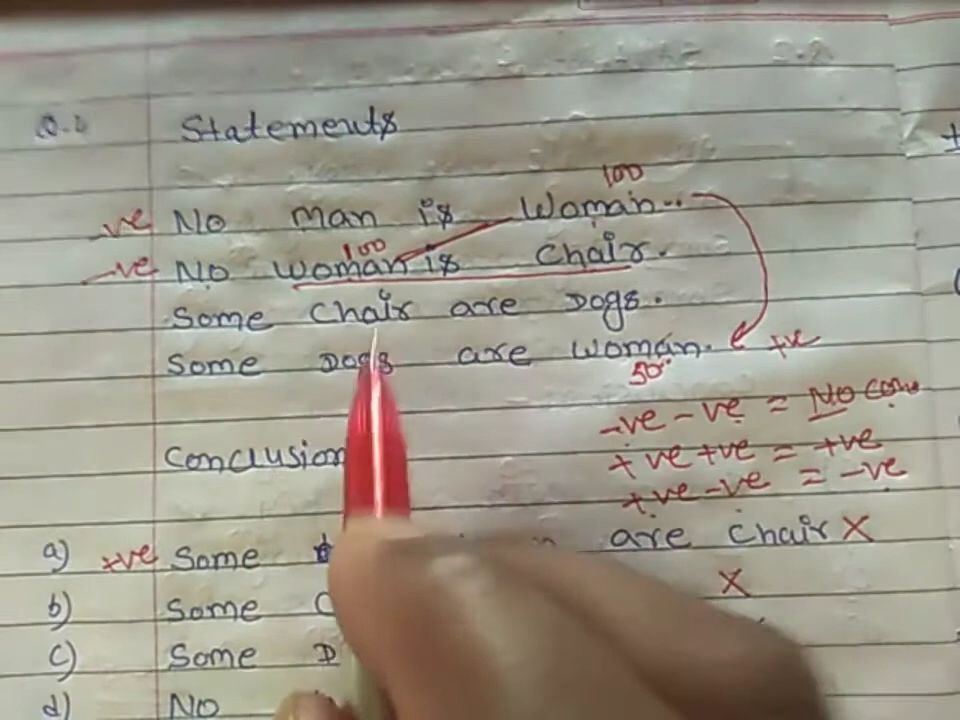 Statements
100
-ve No man is Woman..
100
-ve No woman is Chair.
Some Chair are Dogs.
Some Dogs are woman. +ve
50
-ve -ve = NO con
Conclusion
+ve +ve = +ve
+ve -ve = -ve
a) +ve Some are Chair X
b) Some C X
c) Some D
d) NO